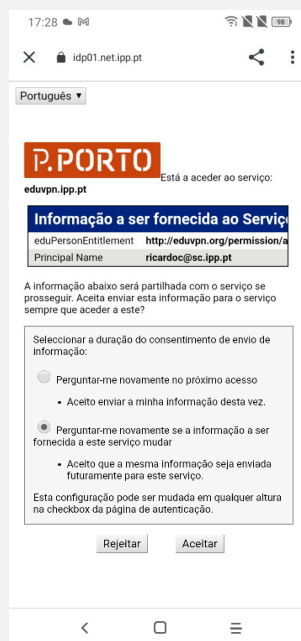 17:28
98
idp01.net.ipp.pt
Português ▼
P.PORTO
Está a aceder ao serviço:
eduvpn.ipp.pt
Informação a ser fornecida ao Serviç
eduPersonEntitlement http://eduvpn.org/permission/a
Principal Name ricardoc@sc.ipp.pt
A informação abaixo será partilhada com o serviço se
prosseguir. Aceita enviar esta informação para o serviço
sempre que aceder a este?
Seleccionar a duração do consentimento de envio de
informação:
Perguntar-me novamente no próximo acesso
• Aceito enviar a minha informação desta vez.
Perguntar-me novamente se a informação a ser
fornecida a este serviço mudar
• Aceito que a mesma informação seja enviada
futuramente para este serviço.
Esta configuração pode ser mudada em qualquer altura
na checkbox da página de autenticação.
Rejeitar Aceitar